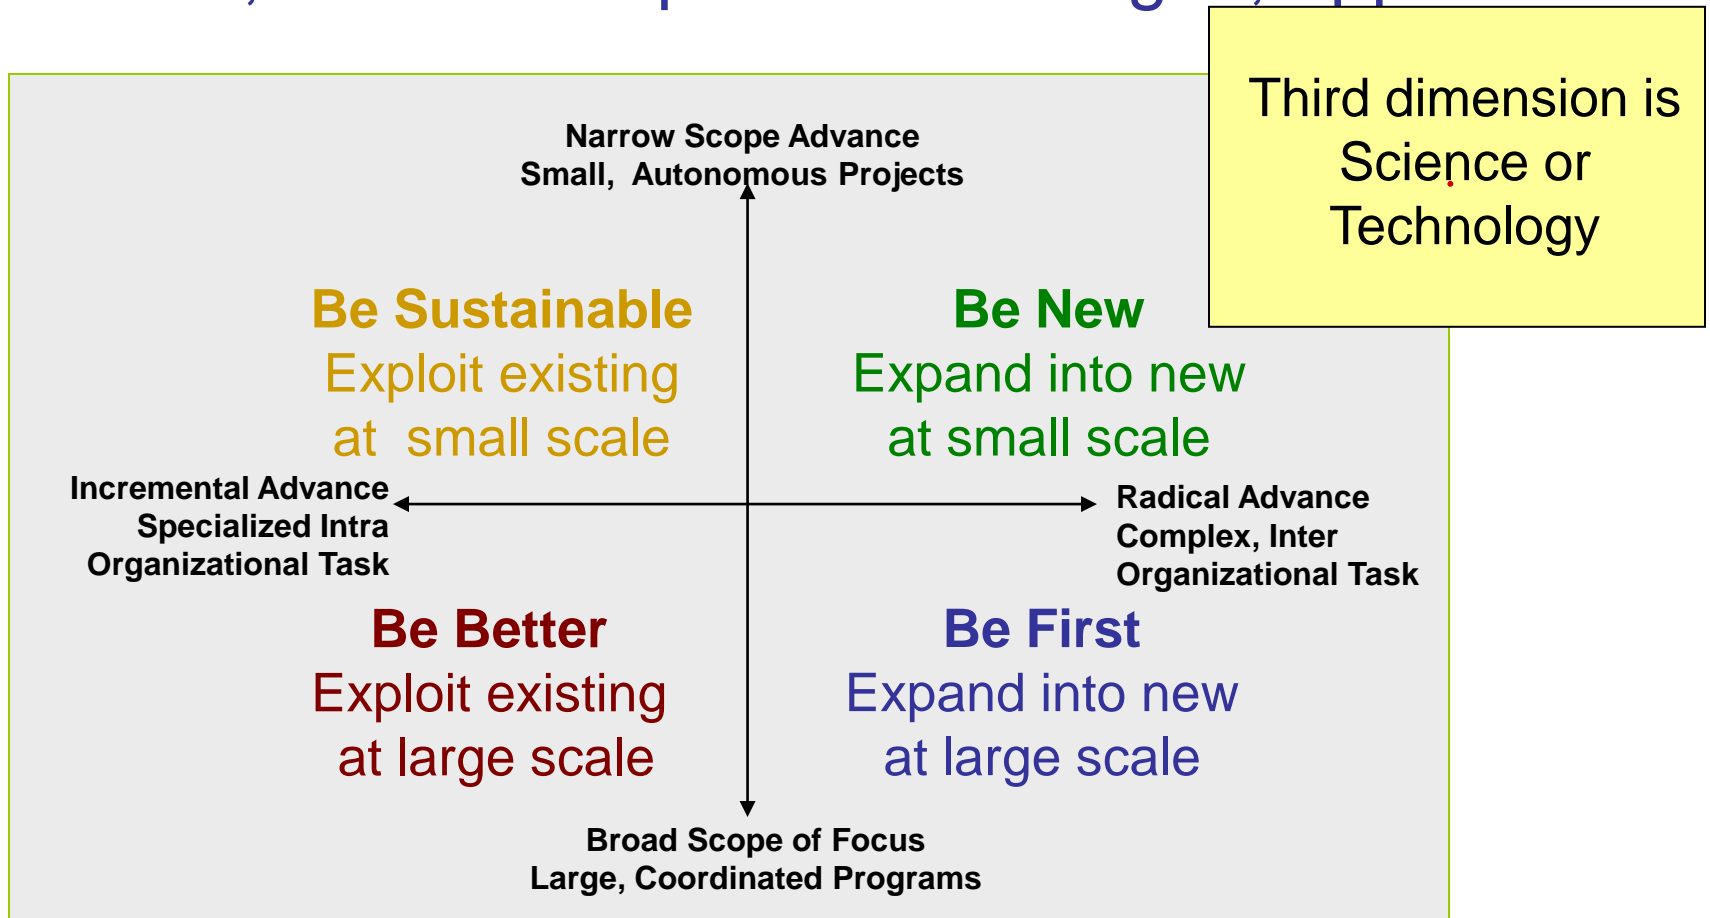 Third dimension is
Science or
Technology
Narrow Scope Advance
Small, Autonomous Projects
Be Sustainable
Exploit existing
at small scale
Be New
Expand into new
at small scale
Incremental Advance
Specialized Intra
Organizational Task
Radical Advance
Complex, Inter
Organizational Task
Be Better
Exploit existing
at large scale
Be First
Expand into new
at large scale
Broad Scope of Focus
Large, Coordinated Programs